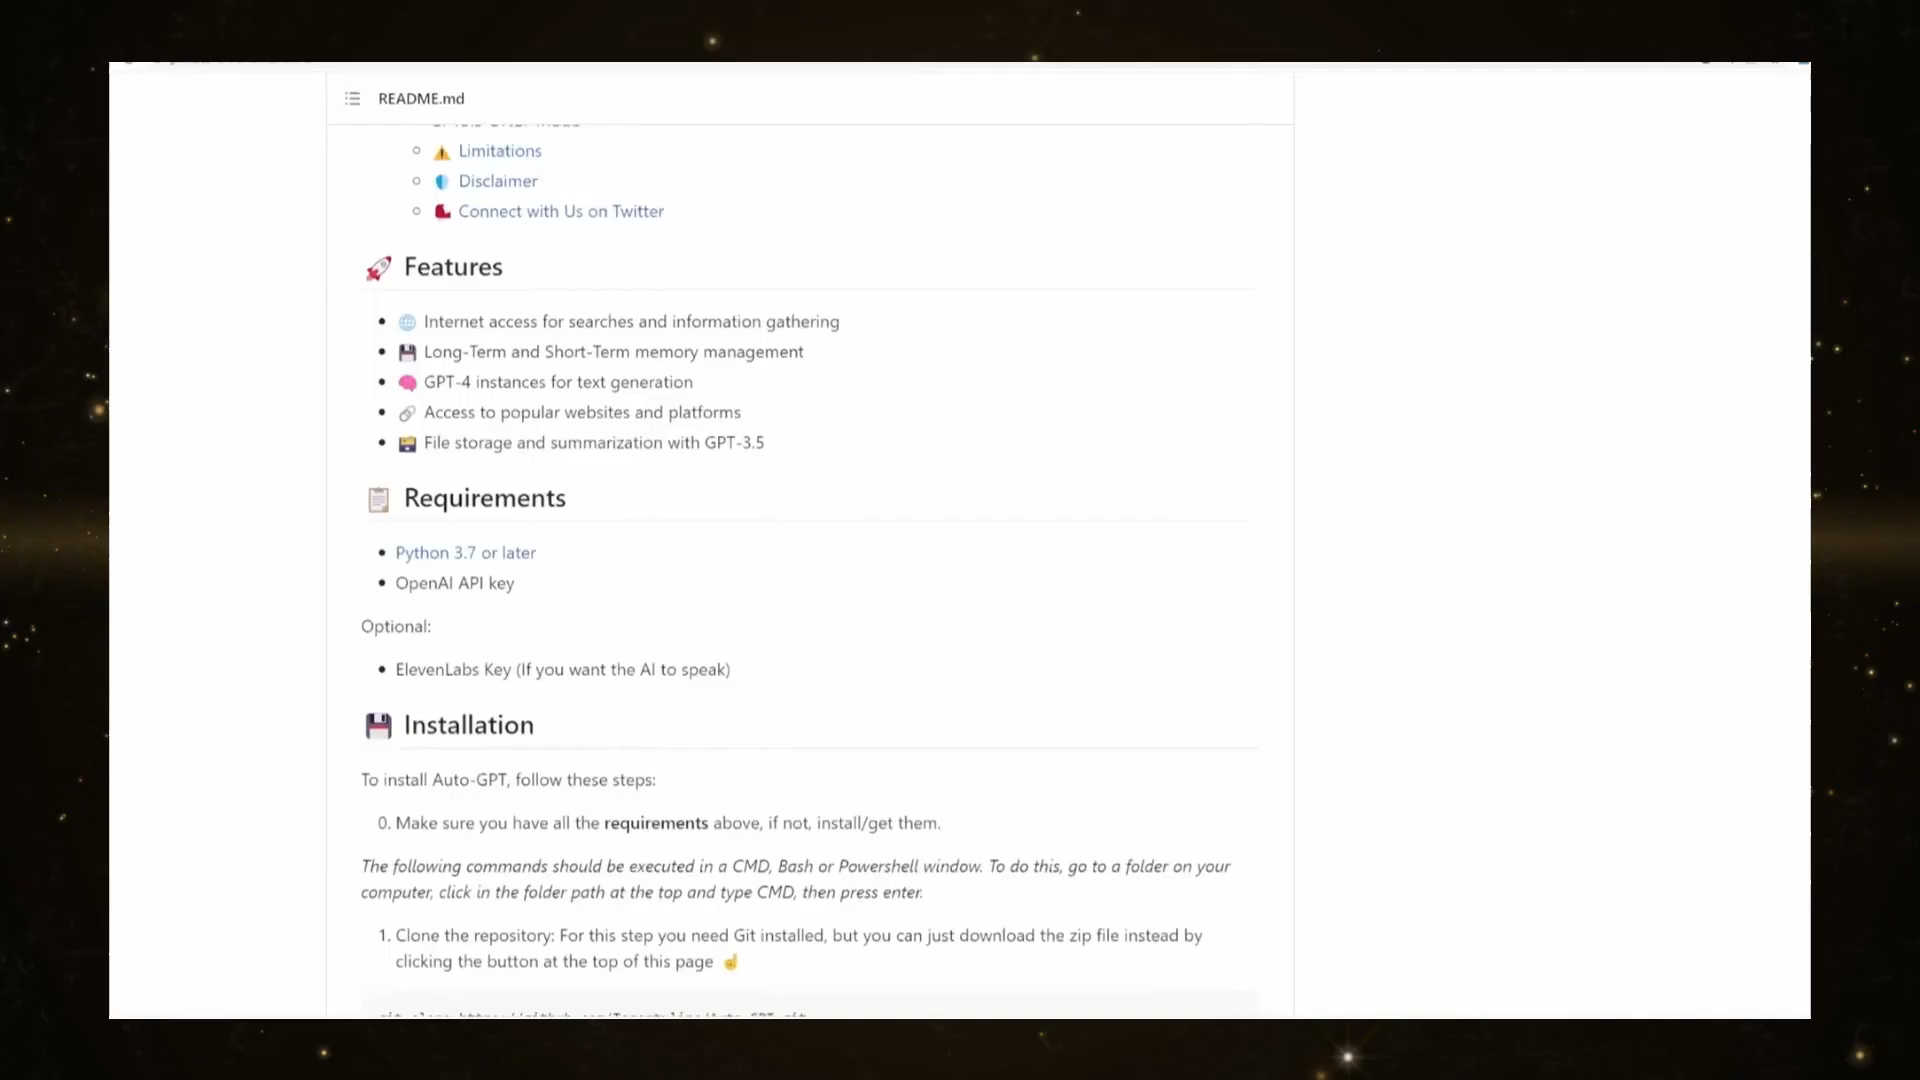 README.md
Limitations
Disclaimer
Connect with Us on Twitter
Features
Internet access for searches and information gathering
Long-Term and Short-Term memory management
GPT-4 instances for text generation
Access to popular websites and platforms
File storage and summarization with GPT-3.5
Requirements
Python 3.7 or later
OpenAI API key
Optional:
ElevenLabs Key (If you want the AI to speak)
Installation
To install Auto-GPT, follow these steps:
0. Make sure you have all the requirements above, if not, install/get them.
The following commands should be executed in a CMD, Bash or Powershell window. To do this, go to a folder on your
computer, click in the folder path at the top and type CMD, then press enter.
1. Clone the repository: For this step you need Git installed, but you can just download the zip file instead by
clicking the button at the top of this page